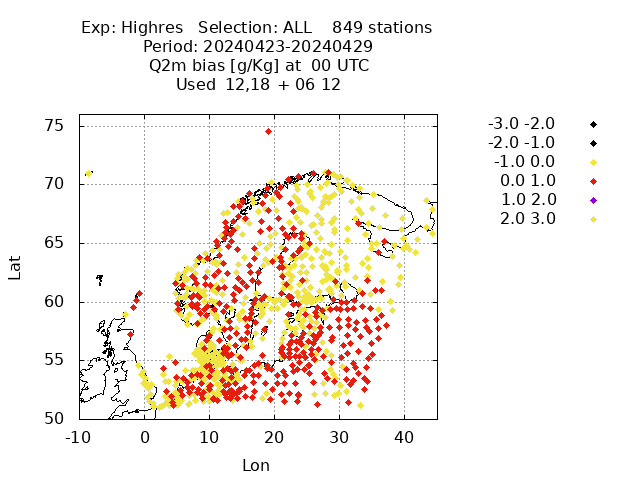 Exp: Highres   Selection: ALL    849 stations
Period: 20240423-20240429
Q2m bias [g/Kg] at  00 UTC
Used  12,18 + 06 12
75
70
65
60
55
50
Lat
-10 0 10 20 30 40
Lon
-3.0 -2.0
-2.0 -1.0
-1.0 0.0
0.0 1.0
1.0 2.0
2.0 3.0